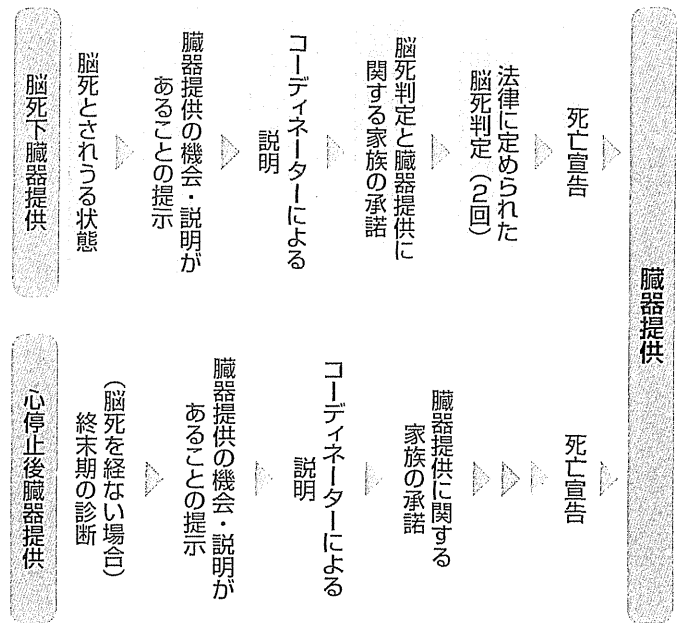 脳死下臓器提供
脳死とされうる状態
臓器提供の機会・説明が
あることの提示
コーディネーターによる
説明
脳死判定と臓器提供に
関する家族の承諾
法律に定められた
脳死判定（2回）
死亡宣告
心停止後臓器提供
（脳死を経ない場合）
終末期の診断
臓器提供の機会・説明が
あることの提示
コーディネーターによる
説明
臓器提供に関する
家族の承諾
死亡宣告
臓器提供